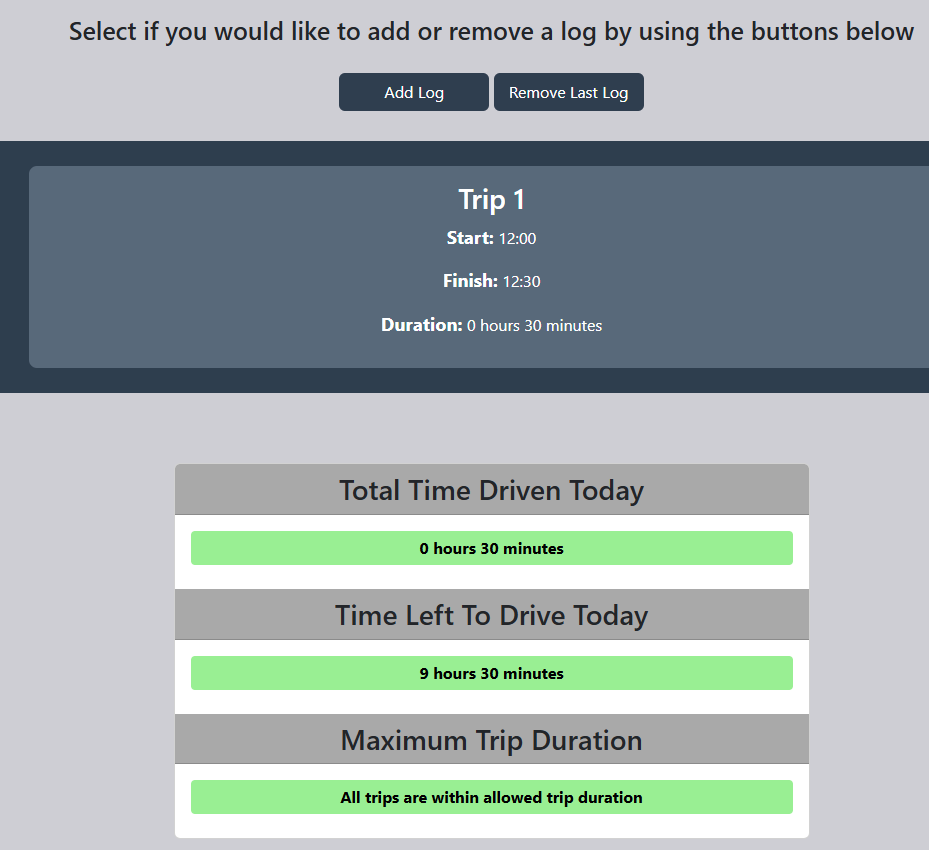 Select if you would like to add or remove a log by using the buttons below
Add Log
Remove Last Log
Trip 1
Start: 12:00
Finish: 12:30
Duration: 0 hours 30 minutes
Total Time Driven Today
0 hours 30 minutes
Time Left To Drive Today
9 hours 30 minutes
Maximum Trip Duration
All trips are within allowed trip duration